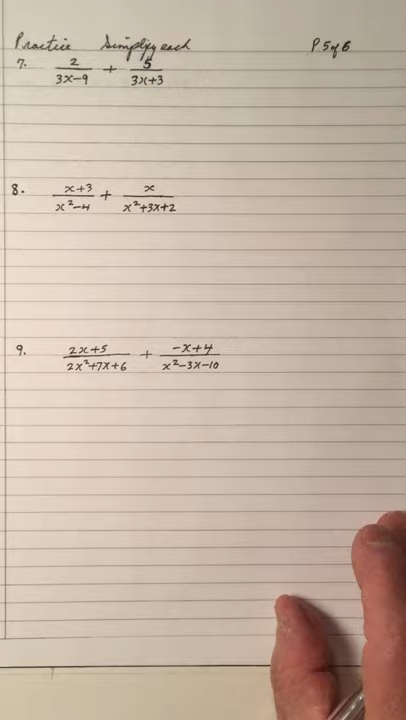 Practice Simplify each P 5 of 6
7. 2/(3x-9) + 5/(3x+3)
8. (x+3)/(x²-4) + x/(x²+3x+2)
9. (2x+5)/(2x²+7x+6) + (-x+4)/(x²-3x-10)